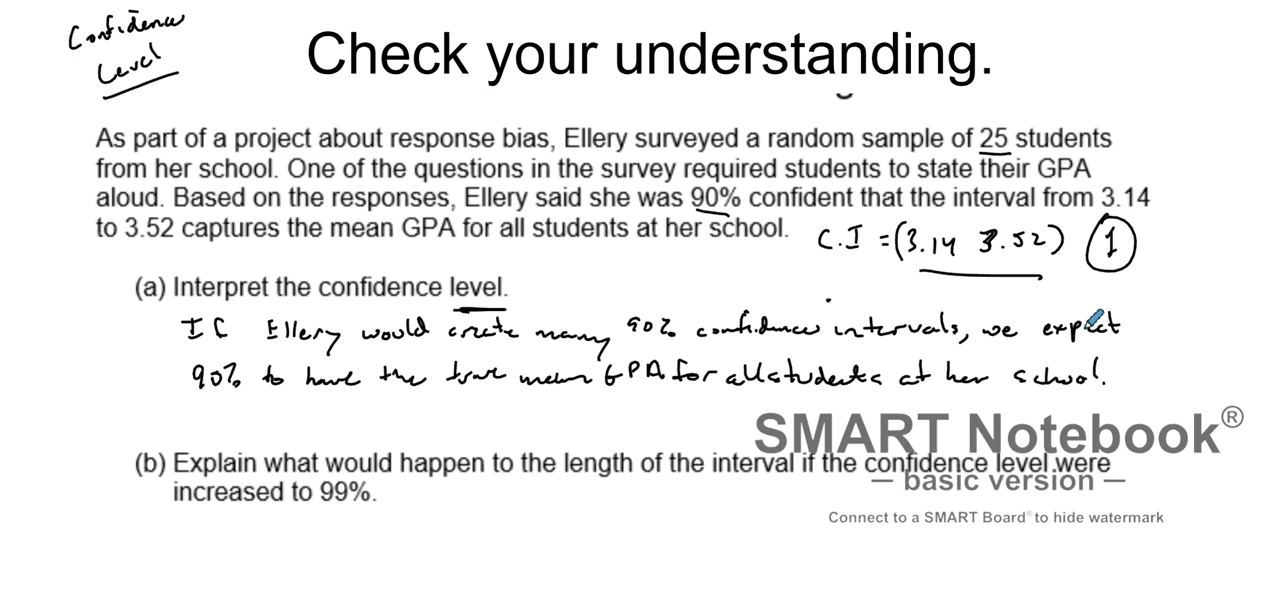 Confidence
Level
Check your understanding.
As part of a project about response bias, Ellery surveyed a random sample of 25 students
from her school. One of the questions in the survey required students to state their GPA
aloud. Based on the responses, Ellery said she was 90% confident that the interval from 3.14
to 3.52 captures the mean GPA for all students at her school.
C.I = (3.14 3.52) 1
(a) Interpret the confidence level.
If Ellery would create many 90% confidence intervals, we expect
90% to have the true mean GPA for all students at her school.
SMART Notebook®
(b) Explain what would happen to the length of the interval if the confidence level were
— basic version —
increased to 99%.
Connect to a SMART Board® to hide watermark